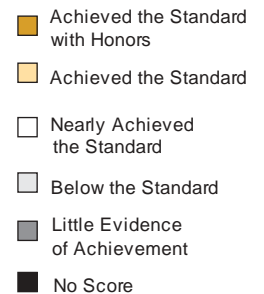 Achieved the Standard
with Honors
Achieved the Standard
Nearly Achieved
the Standard
Below the Standard
Little Evidence
of Achievement
No Score